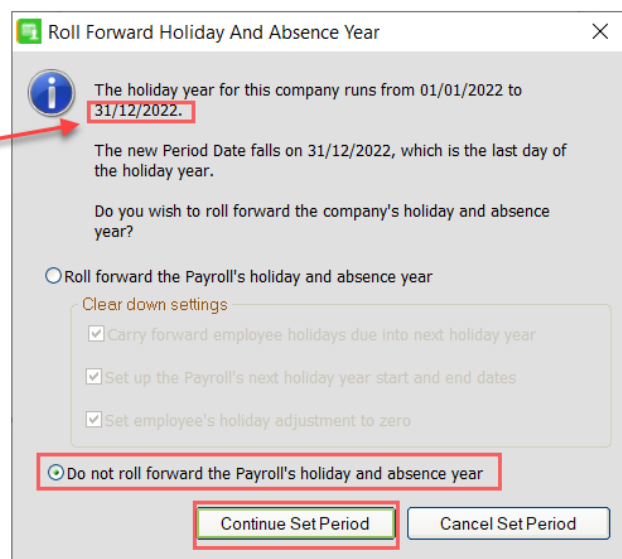 Roll Forward Holiday And Absence Year
The holiday year for this company runs from 01/01/2022 to
31/12/2022.
The new Period Date falls on 31/12/2022, which is the last day of
the holiday year.
Do you wish to roll forward the company's holiday and absence
year?
Roll forward the Payroll's holiday and absence year
Clear down settings
Carry forward employee holidays due into next holiday year
Set up the Payroll's next holiday year start and end dates
Set employee's holiday adjustment to zero
Do not roll forward the Payroll's holiday and absence year
Continue Set Period
Cancel Set Period